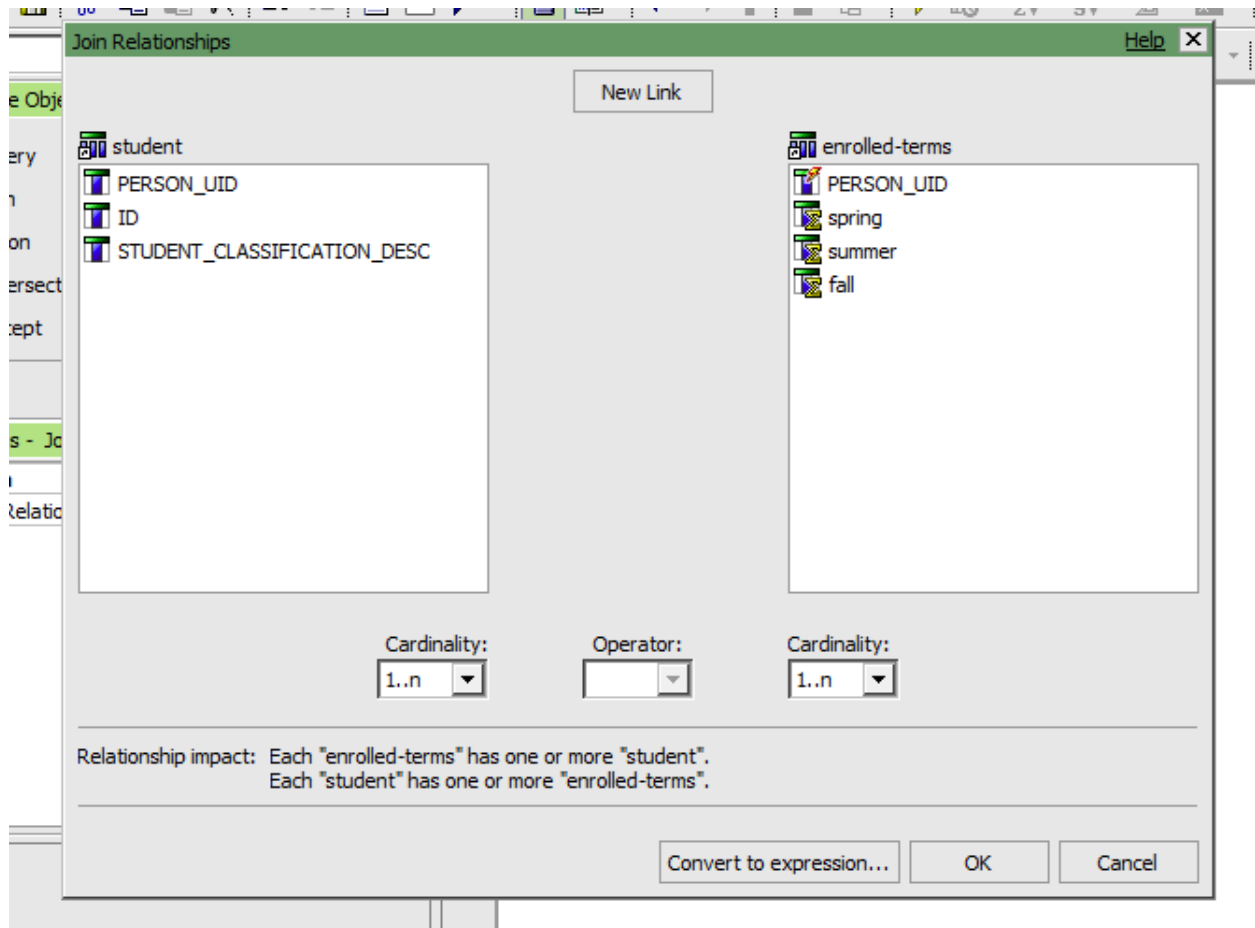 Join Relationships
Help
New Link
e Obje
ery
n
on
ersect
cept
s - Jo
Relatio
student
PERSON_UID
ID
STUDENT_CLASSIFICATION_DESC
enrolled-terms
PERSON_UID
spring
summer
fall
Cardinality:
1..n
Operator:
Cardinality:
1..n
Relationship impact: Each "enrolled-terms" has one or more "student".
Each "student" has one or more "enrolled-terms".
Convert to expression...
OK
Cancel